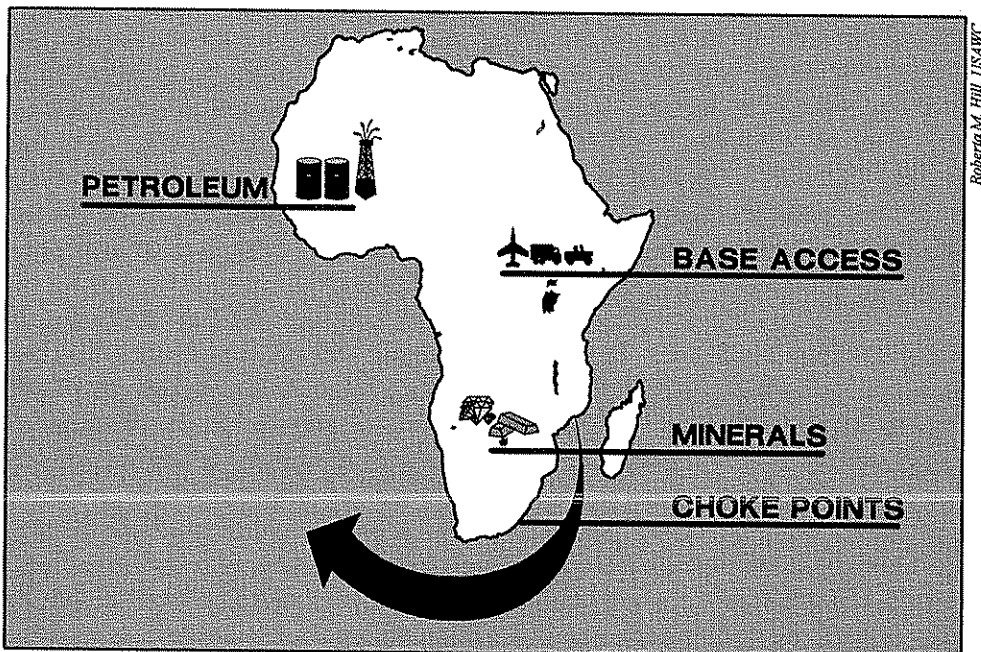 PETROLEUM
BASE ACCESS
MINERALS
CHOKE POINTS
Roberta M. Hill, USAWC